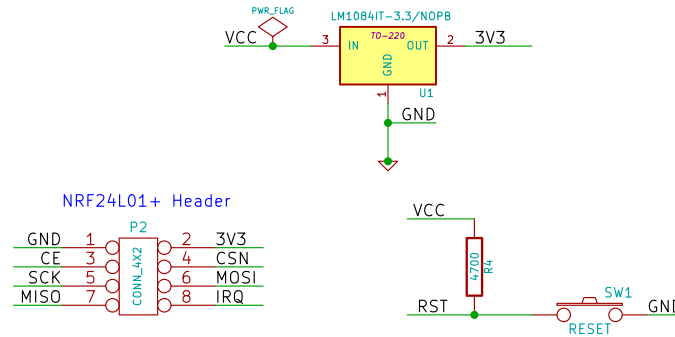 PWR_FLAG
LM1084IT-3.3/NOPB
VCC 3 IN TO-220 OUT 2 3V3
GND
1 U1
GND
NRF24L01+ Header
P2
GND 1 2 3V3
CE 3 4 CSN
SCK 5 6 MOSI
MISO 7 8 IRQ
CONN_4X2
VCC
4700 R4
RST SW1 GND
RESET